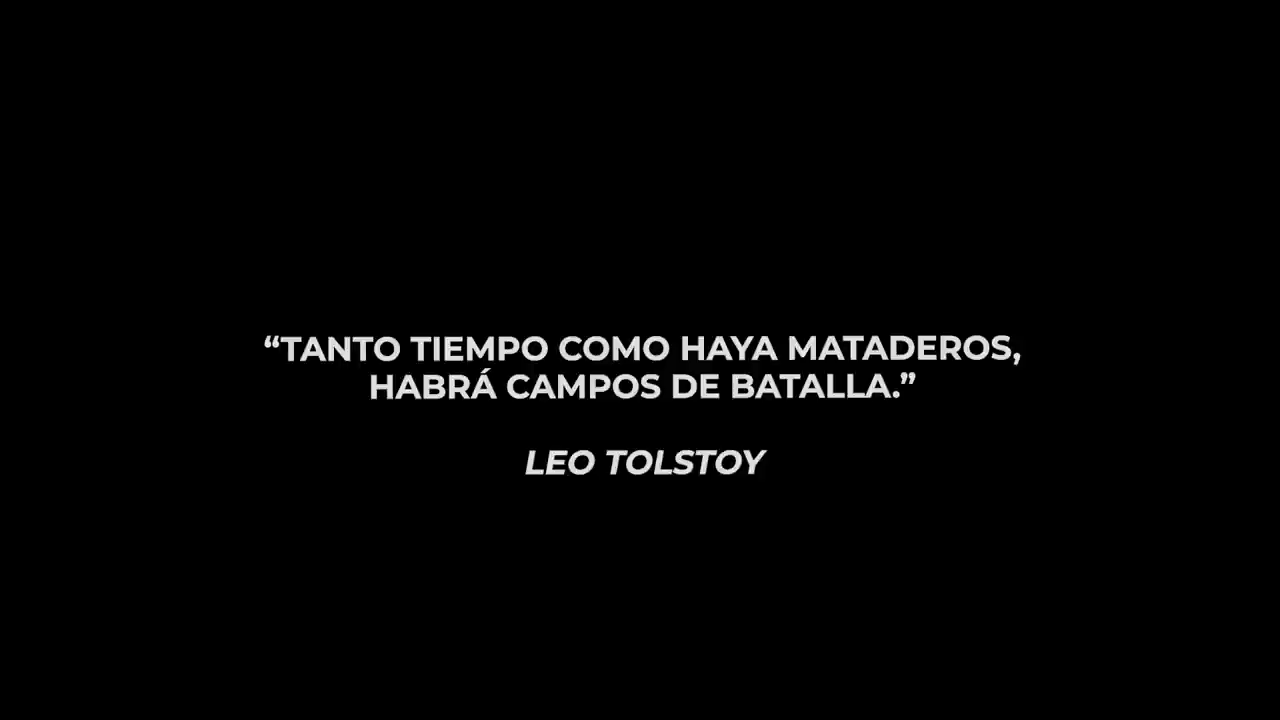 “TANTO TIEMPO COMO HAYA MATADEROS,
HABRÁ CAMPOS DE BATALLA.”
LEO TOLSTOY